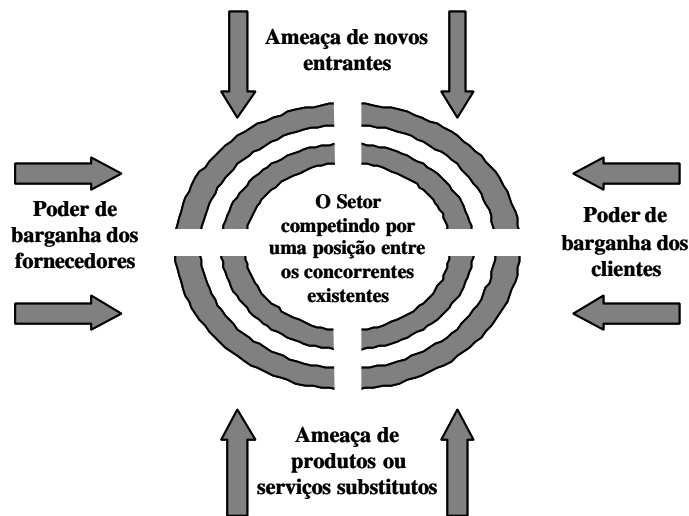 Ameaça de novos
entrantes
Poder de
barganha dos
fornecedores
O Setor
competindo por
uma posição entre
os concorrentes
existentes
Poder de
barganha dos
clientes
Ameaça de
produtos ou
serviços substitutos